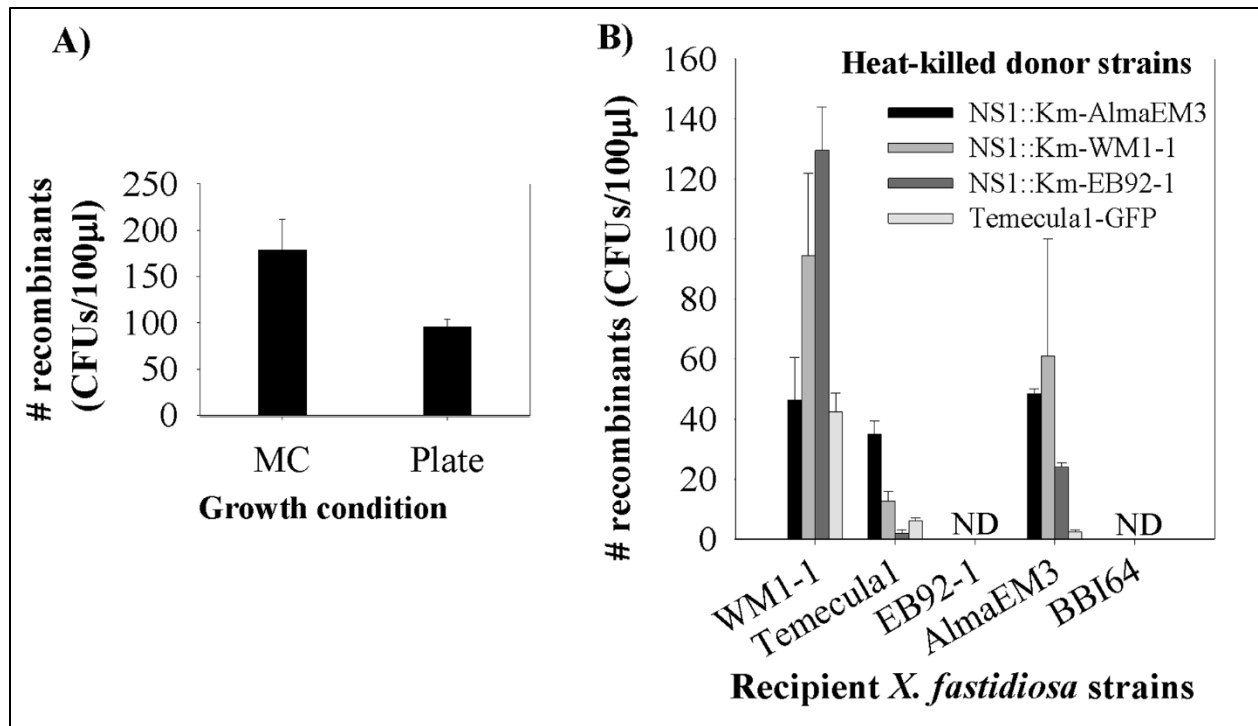 A)
# recombinants
(CFUs/100µl)
250
200
150
100
50
0
MC Plate
Growth condition
B)
# recombinants (CFUs/100µl)
160
140
120
100
80
60
40
20
0
Heat-killed donor strains
NS1::Km-AlmaEM3
NS1::Km-WM1-1
NS1::Km-EB92-1
Temecula1-GFP
ND ND
WM1-1
Temecula1
EB92-1
AlmaEM3
BBI64
Recipient X. fastidiosa strains